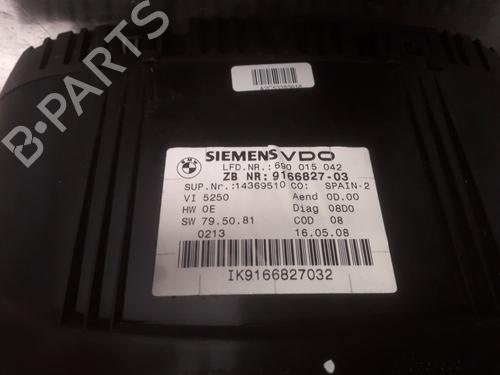 BMW
SIEMENS VDO
LFD.NR.: 690 015 042
ZB NR: 9166827-03
SUP.Nr.:14369510 CO: SPAIN-2
VI 5250 Aend 0D.00
HW 0E Diag 08D0
SW 79.50.81 COD 08
0213 16.05.08
IK9166827032
B-PARTS